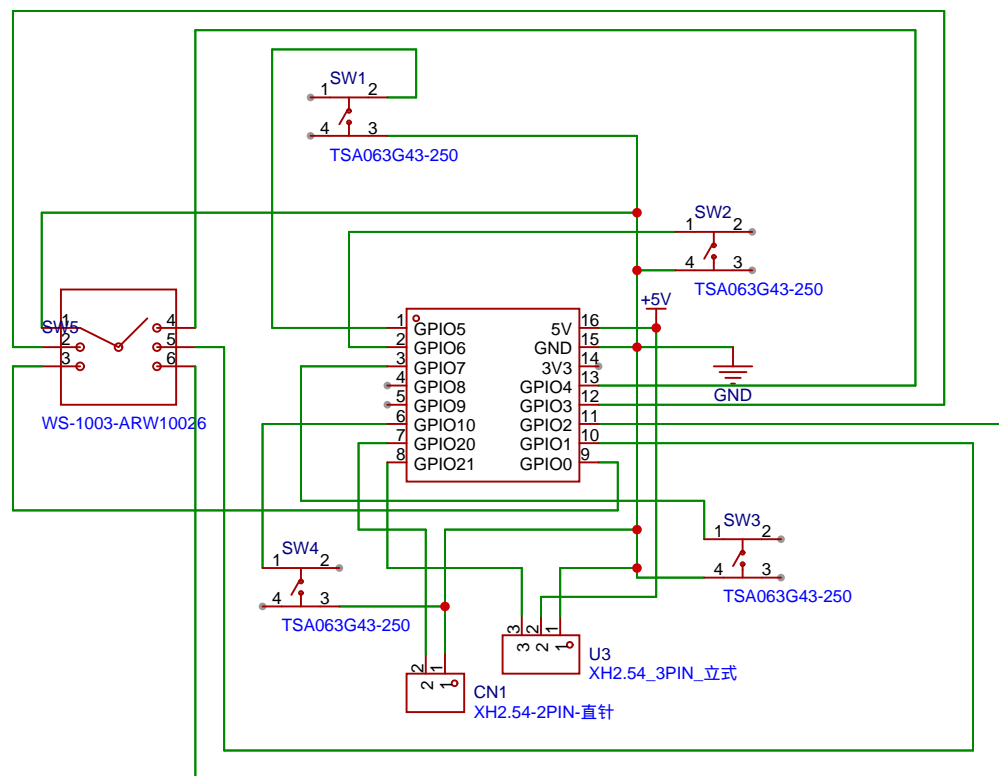 SW1
1 2
4 3
TSA063G43-250
SW2
1 2
4 3
TSA063G43-250
+5V
SW5
1 4
2 5
3 6
WS-1003-ARW10026
1 GPIO5 5V 16
2 GPIO6 GND 15
3 GPIO7 3V3 14
4 GPIO8 GPIO4 13
5 GPIO9 GPIO3 12
6 GPIO10 GPIO2 11
7 GPIO20 GPIO1 10
8 GPIO21 GPIO0 9
GND
SW3
1 2
4 3
TSA063G43-250
SW4
1 2
4 3
TSA063G43-250
3 2 1
3 2 1
U3
XH2.54_3PIN_立式
2 1
2 1
CN1
XH2.54-2PIN-直针